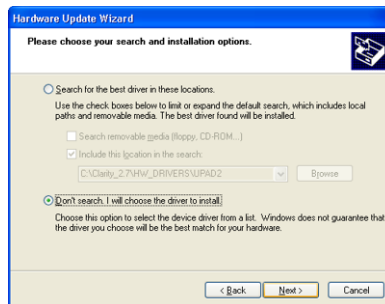 Hardware Update Wizard
Please choose your search and installation options.
Search for the best driver in these locations.
Use the check boxes below to limit or expand the default search, which includes local
paths and removable media. The best driver found will be installed.
Search removable media (floppy, CD-ROM...)
Include this location in the search:
C:\Clarity_2.7\HW_DRIVERS\UPAD2
Browse
Don't search. I will choose the driver to install.
Choose this option to select the device driver from a list. Windows does not guarantee that
the driver you choose will be the best match for your hardware.
< Back Next > Cancel